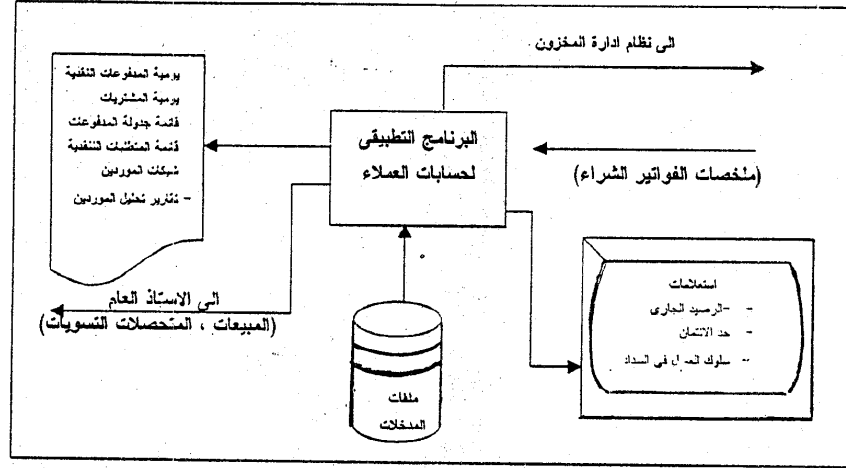 الى نظام ادارة المخزون
يومية المدفوعات النقدية
يومية المشتريات
قائمة جدولة المدفوعات
قائمة المتطلبات النقدية
شيكات الموردين
- تقارير تحليل الموردين
البرنامج التطبيقى
لحسابات العملاء
(ملخصات الفواتير الشراء)
الى الاستاذ العام
(المبيعات ، المتحصلات التسويات)
ملفات
المدخلات
استعلامات
- -الرصيد الجارى
- حد الائتمان
- سلوك فى السداد